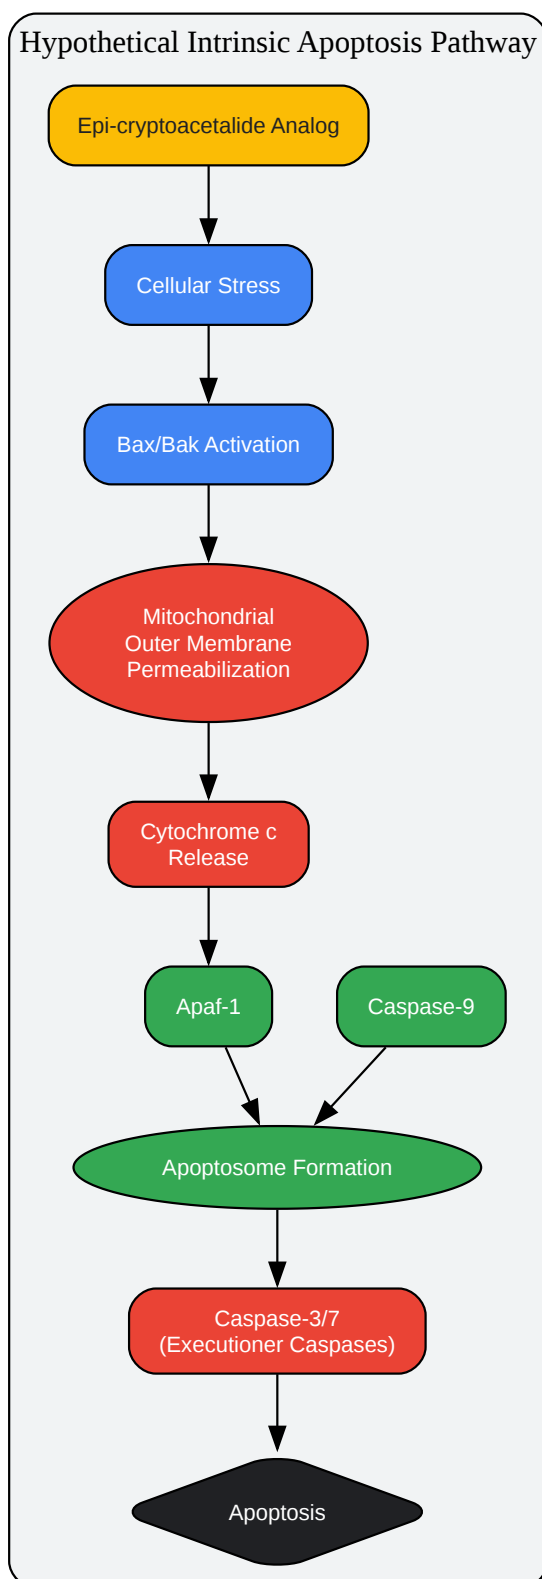 Hypothetical Intrinsic Apoptosis Pathway
Epi-cryptoacetalide Analog
Cellular Stress
Bax/Bak Activation
Mitochondrial
Outer Membrane
Permeabilization
Cytochrome c
Release
Apaf-1
Caspase-9
Apoptosome Formation
Caspase-3/7
(Executioner Caspases)
Apoptosis